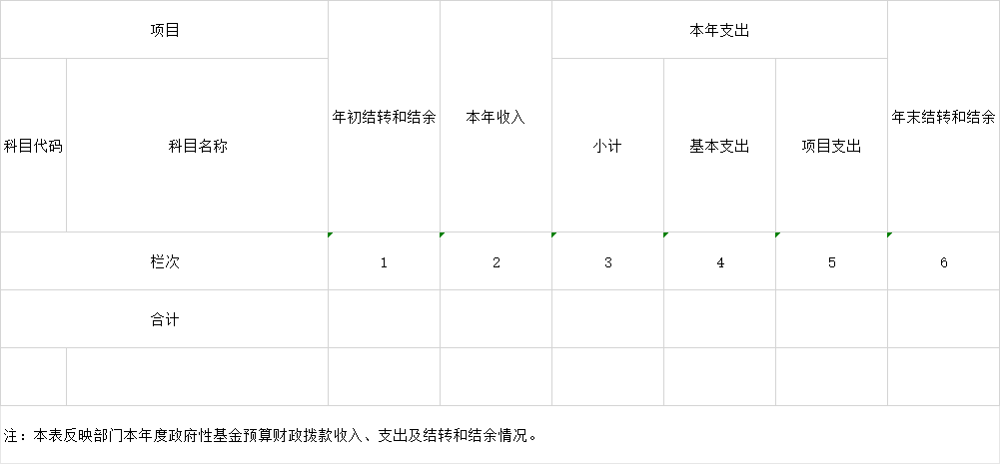 项目
本年支出
年初结转和结余
本年收入
年末结转和结余
科目代码
科目名称
小计
基本支出
项目支出
栏次
1
2
3
4
5
6
合计
注：本表反映部门本年度政府性基金预算财政拨款收入、支出及结转和结余情况。